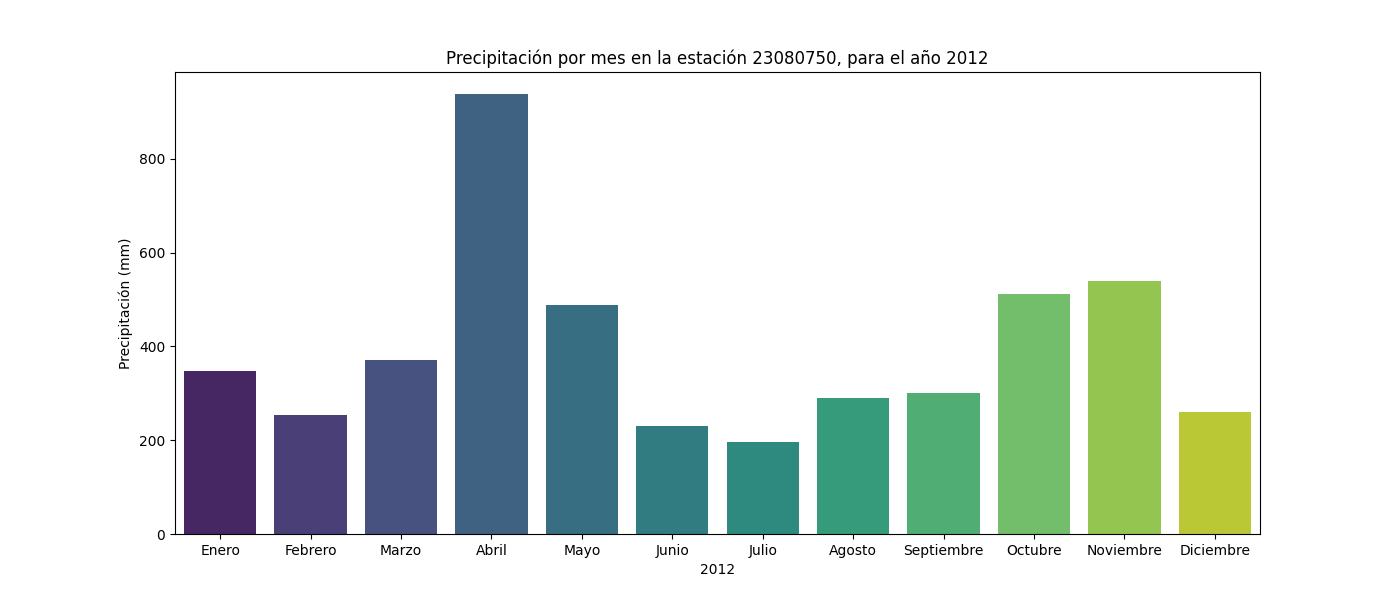 Precipitación por mes en la estación 23080750, para el año 2012
Precipitación (mm)
800
600
400
200
0
Enero Febrero Marzo Abril Mayo Junio Julio Agosto Septiembre Octubre Noviembre Diciembre
2012